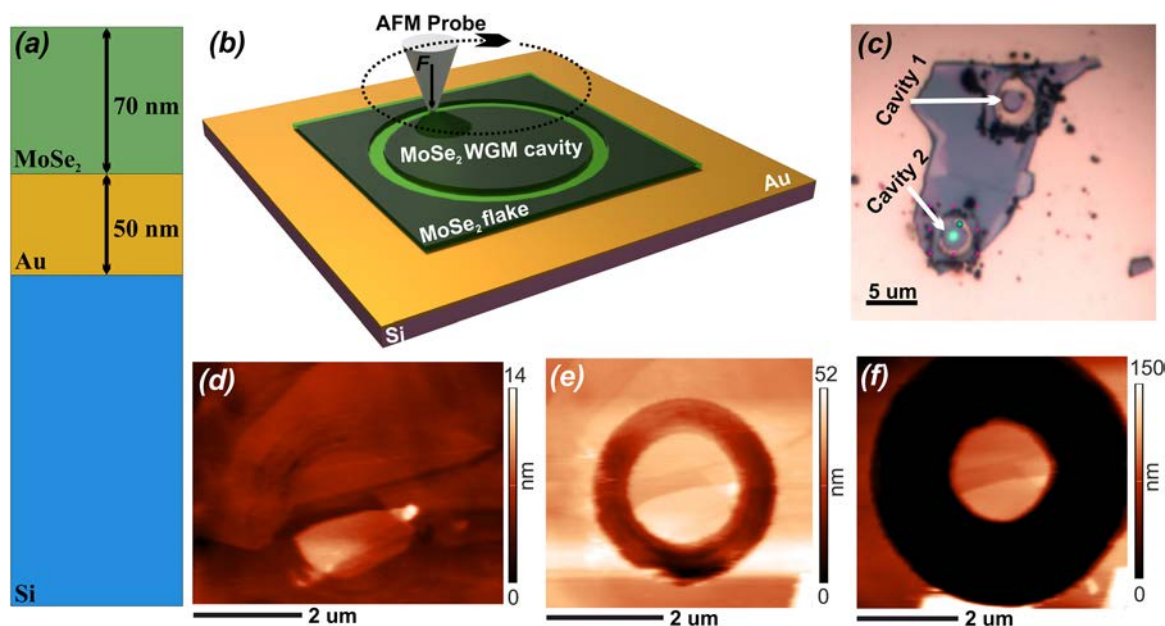 (a)
70 nm
MoSe₂
50 nm
Au
Si
(b)
AFM Probe
F
MoSe₂ WGM cavity
MoSe₂ flake
Au
Si
(c)
Cavity 1
Cavity 2
5 um
(d)
14
nm
0
2 um
(e)
52
nm
0
2 um
(f)
150
nm
0
2 um